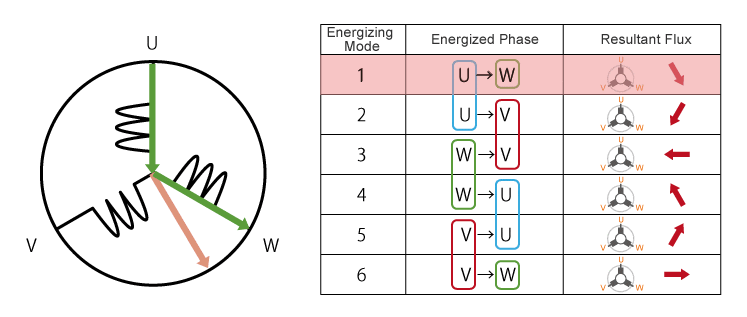 U
V
W
Energizing Mode Energized Phase Resultant Flux
1 U→W U V W
2 U→V U V W
3 W→V U V W
4 W→U U V W
5 V→U U V W
6 V→W U V W